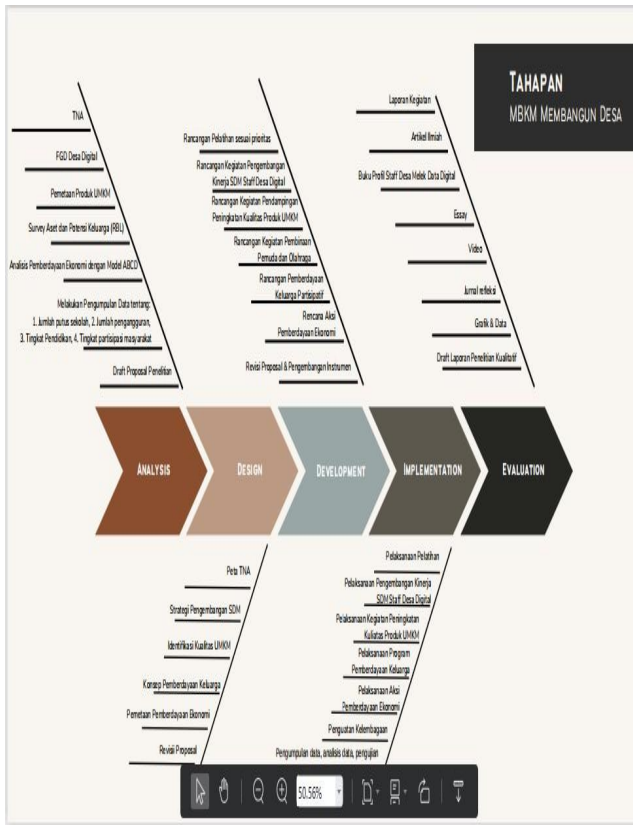 TAHAPAN
MBKM MEMBANGUN DESA
TNA
FGD Desa Digital
Pemetaan Produk UMKM
Survey Aset dan Potensi Keluarga (RBL)
Analisis Pemberdayaan Ekonomi dengan Model ABCD
Melakukan Pengumpulan Data tentang:
1. Jumlah putus sekolah, 2. Jumlah pengangguran,
3. Tingkat Pendidikan, 4. Tingkat partisipasi masyarakat
Draft Proposal Penelitian
Rancangan Pelatihan sesuai prioritas
Rancangan Kegiatan Pengembangan
Kinerja SDM Staff Desa Digital
Rancangan Kegiatan Pendampingan
Peningkatan Kualitas Produk UMKM
Rancangan Kegiatan Pembinaan
Pemuda dan Olahraga
Rancangan Pemberdayaan
Keluarga Partisipatif
Rencana Aksi
Pemberdayaan Ekonomi
Revisi Proposal & Pengembangan Instrumen
Laporan Kegiatan
Artikel Ilmiah
Buku Profil Staff Desa Melek Data Digital
Essay
Video
Jurnal refleksi
Grafik & Data
Draft Laporan Penelitian Kualitatif
ANALYSIS
DESIGN
DEVELOPMENT
IMPLEMENTATION
EVALUATION
Peta TNA
Strategi Pengembangan SDM
Identifikasi Kualitas UMKM
Konsep Pemberdayaan Keluarga
Pemetaan Pemberdayaan Ekonomi
Revisi Proposal
Pelaksanaan Pelatihan
Pelaksanaan Pengembangan Kinerja
SDM Staff Desa Digital
Pelaksanaan Kegiatan Peningkatan
Kuliatas Produk UMKM
Pelaksanaan Program
Pemberdayaan Keluarga
Pelaksanaan Aksi
Pemberdayaan Ekonomi
Penguatan Kelembagaan
Pengumpulan data, analisis data, pengujian
50.56%